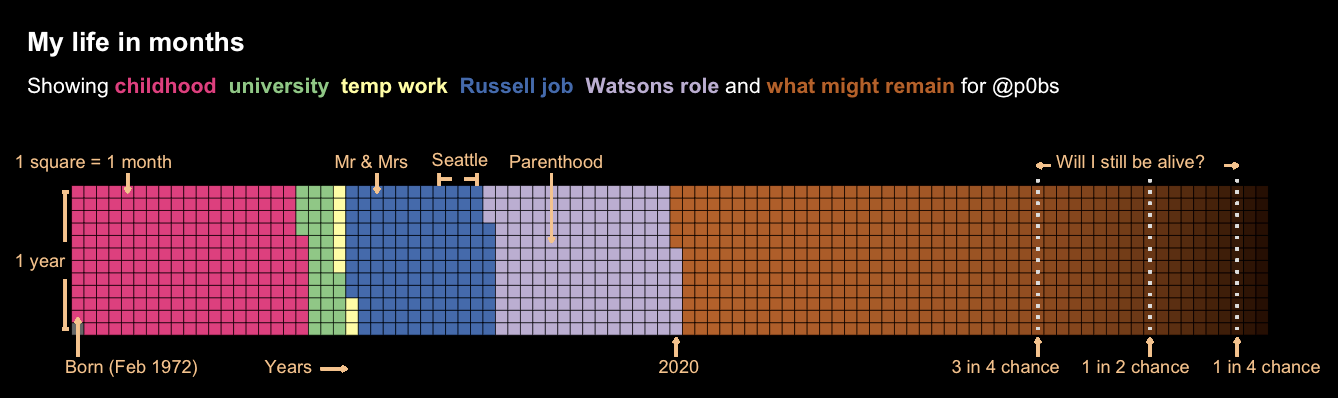 My life in months
Showing childhood university temp work Russell job Watsons role and what might remain for @p0bs
1 square = 1 month
Mr & Mrs
Seattle
Parenthood
Will I still be alive?
1 year
Born (Feb 1972)
Years
2020
3 in 4 chance
1 in 2 chance
1 in 4 chance